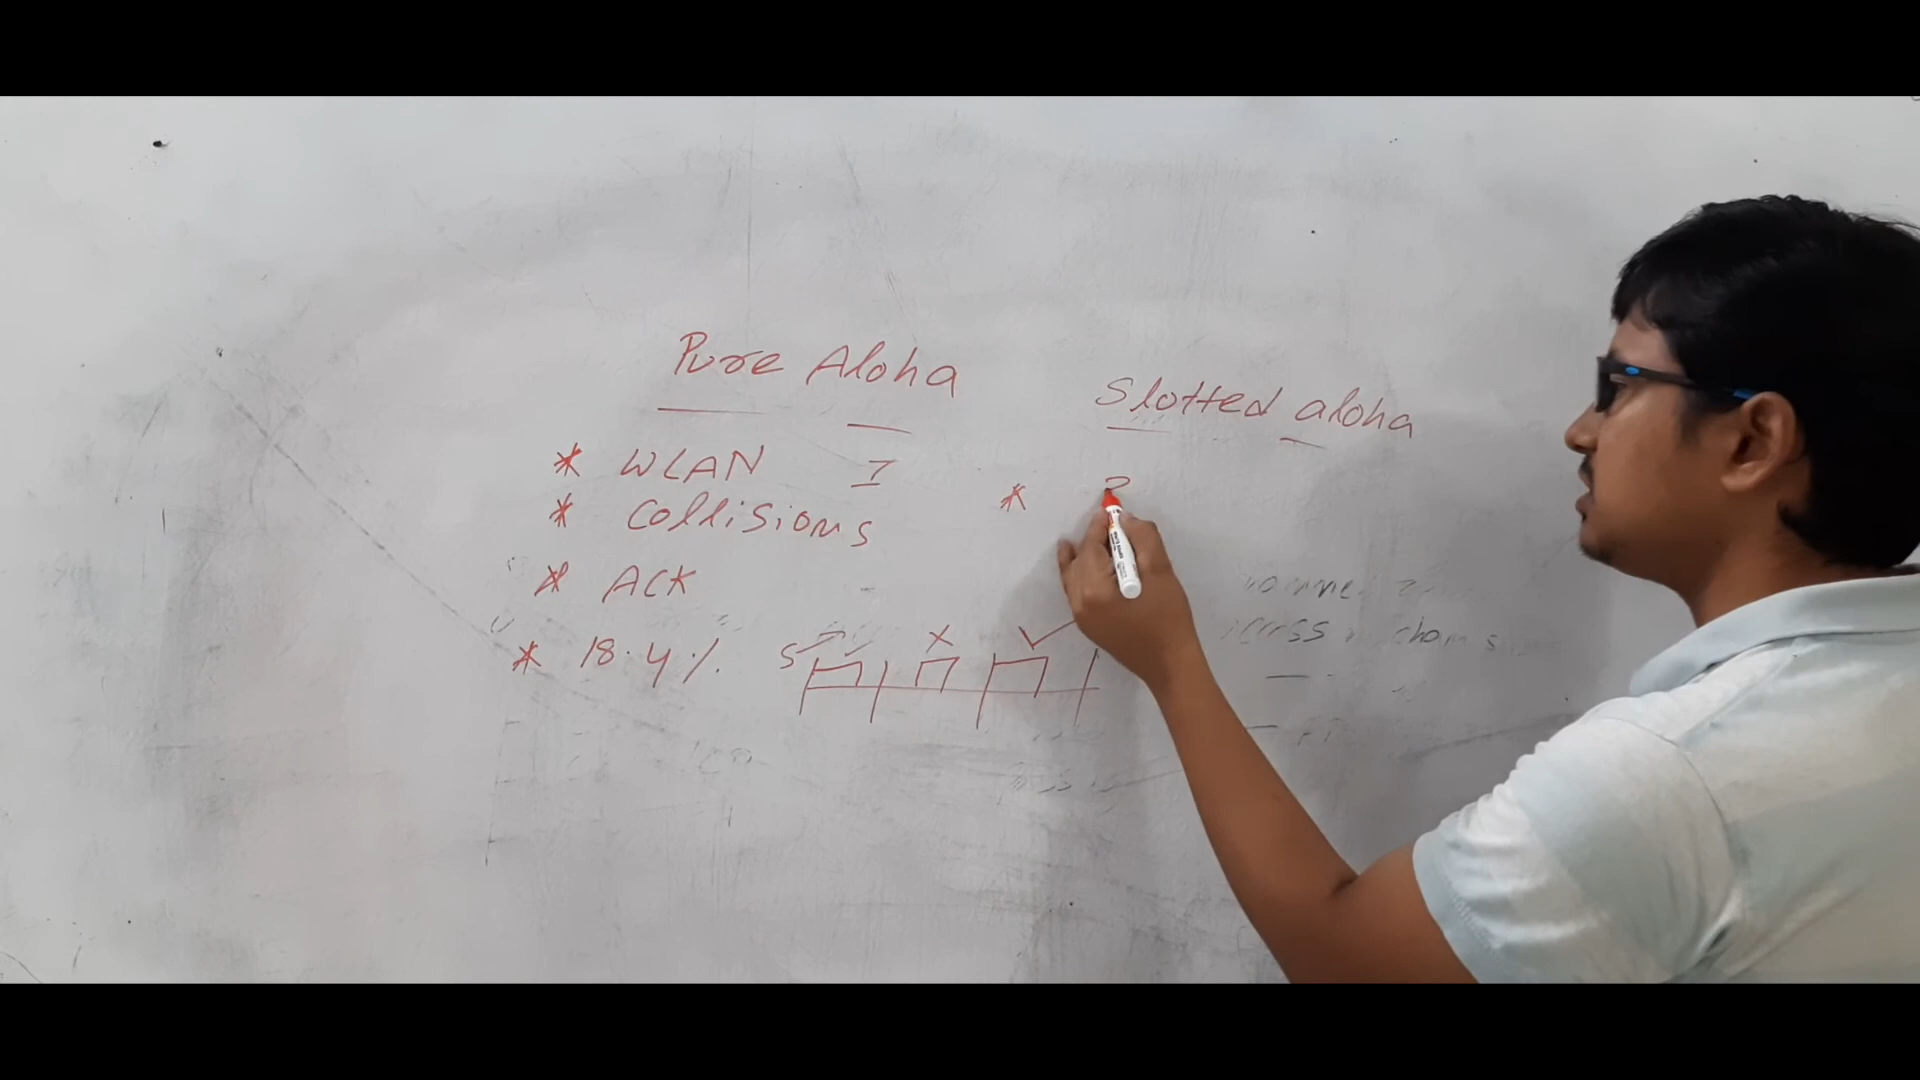 Pure Aloha
Slotted aloha
* WLAN I
* Collisions
* ACK
* 18.4%. S
*